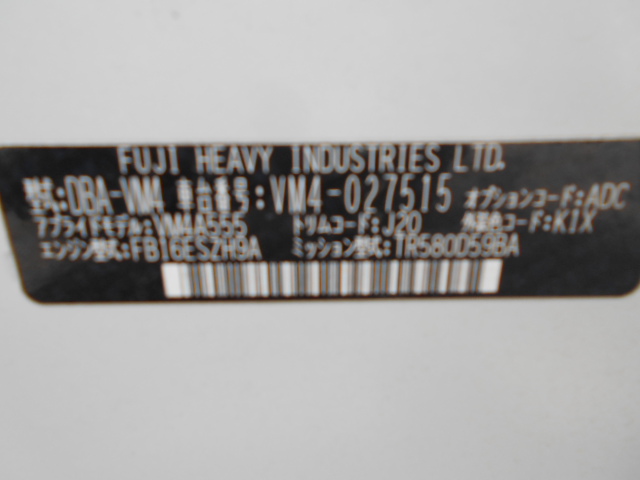 FUJI HEAVY INDUSTRIES LTD.
型式:DBA-VM4 車台番号:VM4-027515 オプションコード:ADC
アプライドモデル:VM4A555 トリムコード:J20 外装色コード:K1X
エンジン型式:FB16ESZH9A ミッション型式:TR580DS9BA